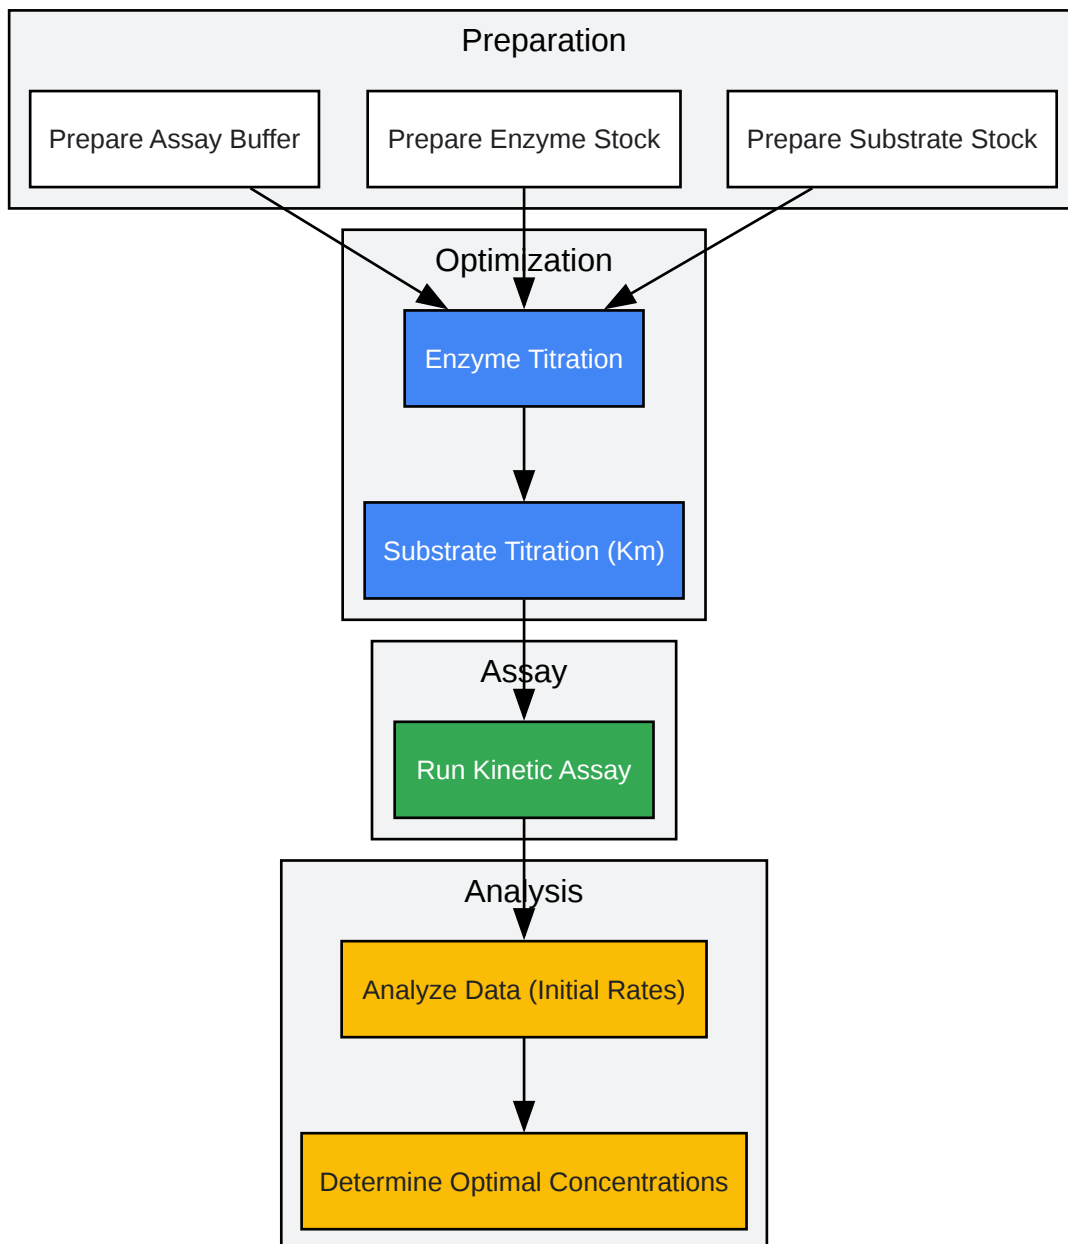 Preparation
Prepare Assay Buffer
Prepare Enzyme Stock
Prepare Substrate Stock
Optimization
Enzyme Titration
Substrate Titration (Km)
Assay
Run Kinetic Assay
Analysis
Analyze Data (Initial Rates)
Determine Optimal Concentrations